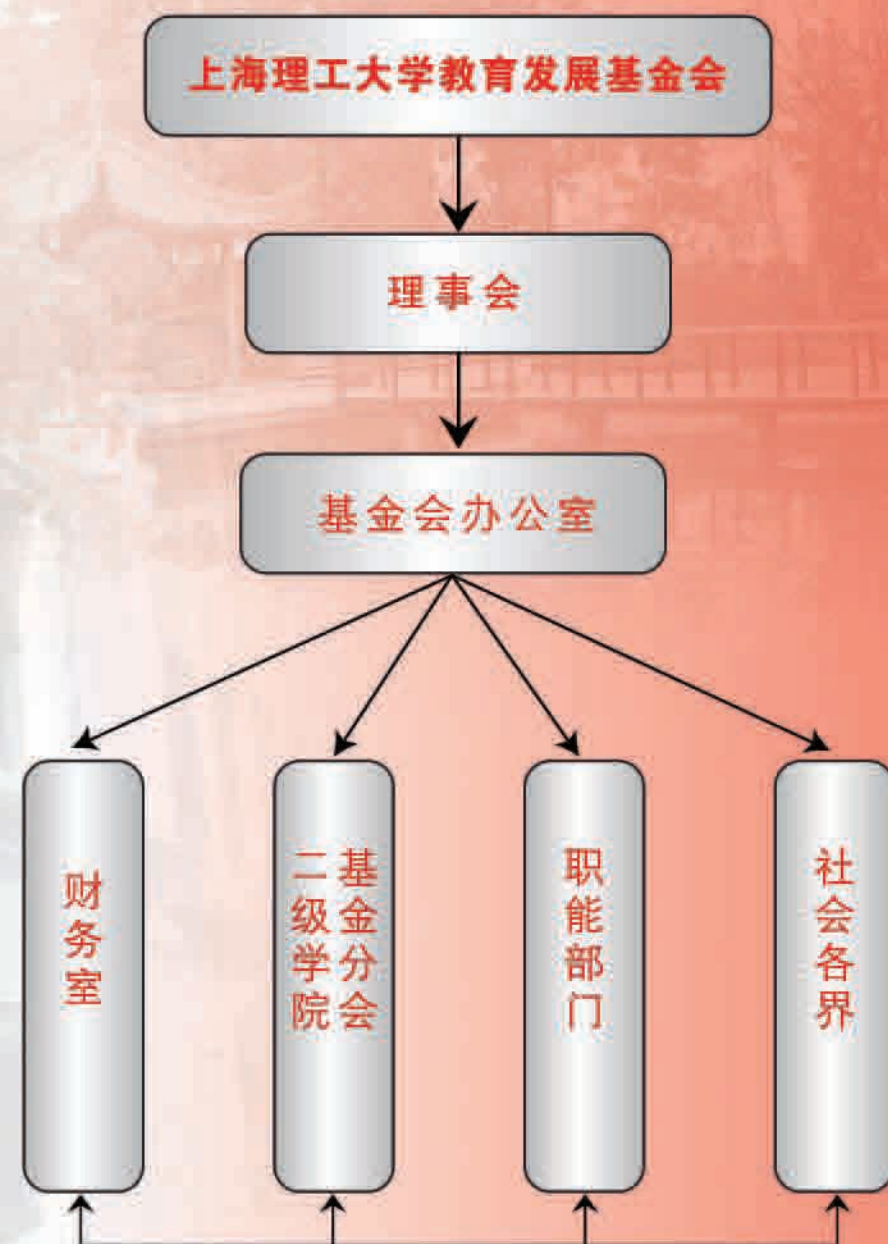 上海理工大学教育发展基金会
理事会
基金会办公室
财务室
二级学院
基金分会
职能部门
社会各界